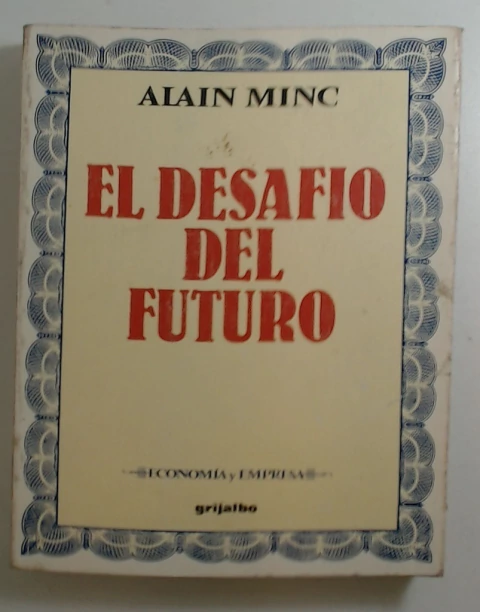 ALAIN MINC
EL DESAFIO
DEL
FUTURO
ECONOMÍA y EMPRESA
grijalbo